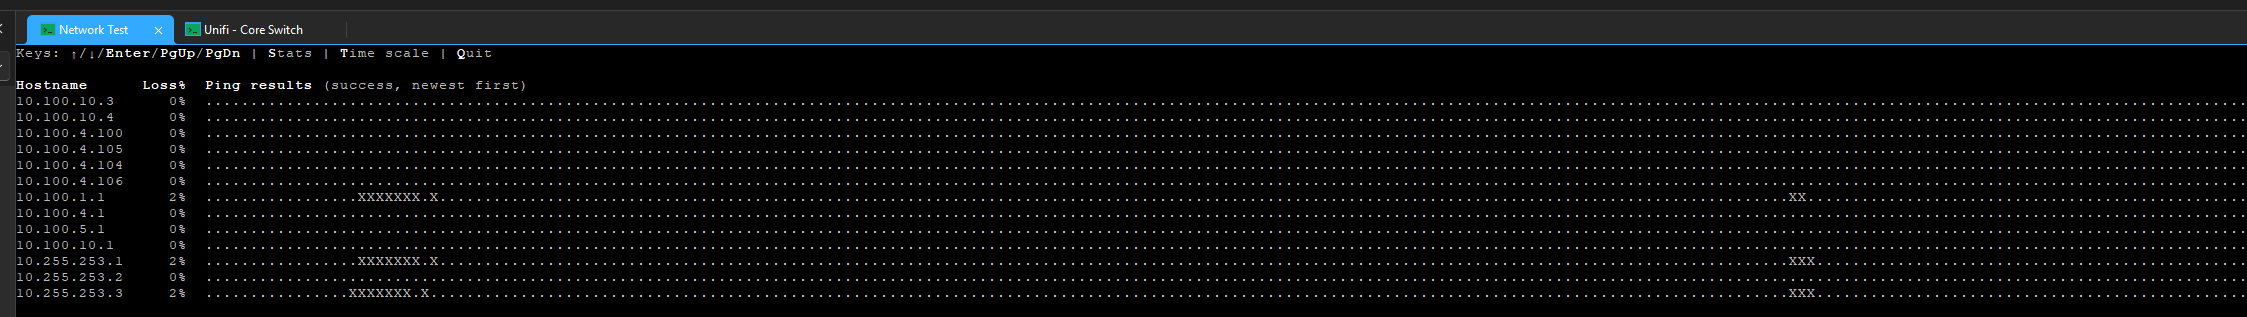 Network Test
Unifi - Core Switch
Keys: ↑/↓/Enter/PgUp/PgDn | Stats | Time scale | Quit
Hostname Loss% Ping results (success, newest first)
10.100.10.3 0% ....................................................................................................................................................................................................................................
10.100.10.4 0% ....................................................................................................................................................................................................................................
10.100.4.100 0% ....................................................................................................................................................................................................................................
10.100.4.105 0% ....................................................................................................................................................................................................................................
10.100.4.104 0% ....................................................................................................................................................................................................................................
10.100.4.106 0% ....................................................................................................................................................................................................................................
10.100.1.1 2% .................XXXXXXX.X.......................................................................................................................................................XX.................................................
10.100.4.1 0% ....................................................................................................................................................................................................................................
10.100.5.1 0% ....................................................................................................................................................................................................................................
10.100.10.1 0% ....................................................................................................................................................................................................................................
10.255.253.1 2% .................XXXXXXX.X.......................................................................................................................................................XXX................................................
10.255.253.2 0% ....................................................................................................................................................................................................................................
10.255.253.3 2% ................XXXXXXX.X........................................................................................................................................................XXX................................................